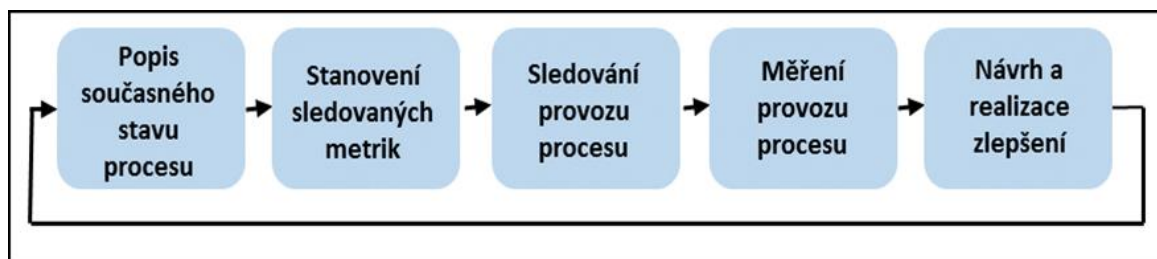 Popis
současného
stavu
procesu
Stanovení
sledovaných
metrik
Sledování
provozu
procesu
Měření
provozu
procesu
Návrh a
realizace
zlepšení